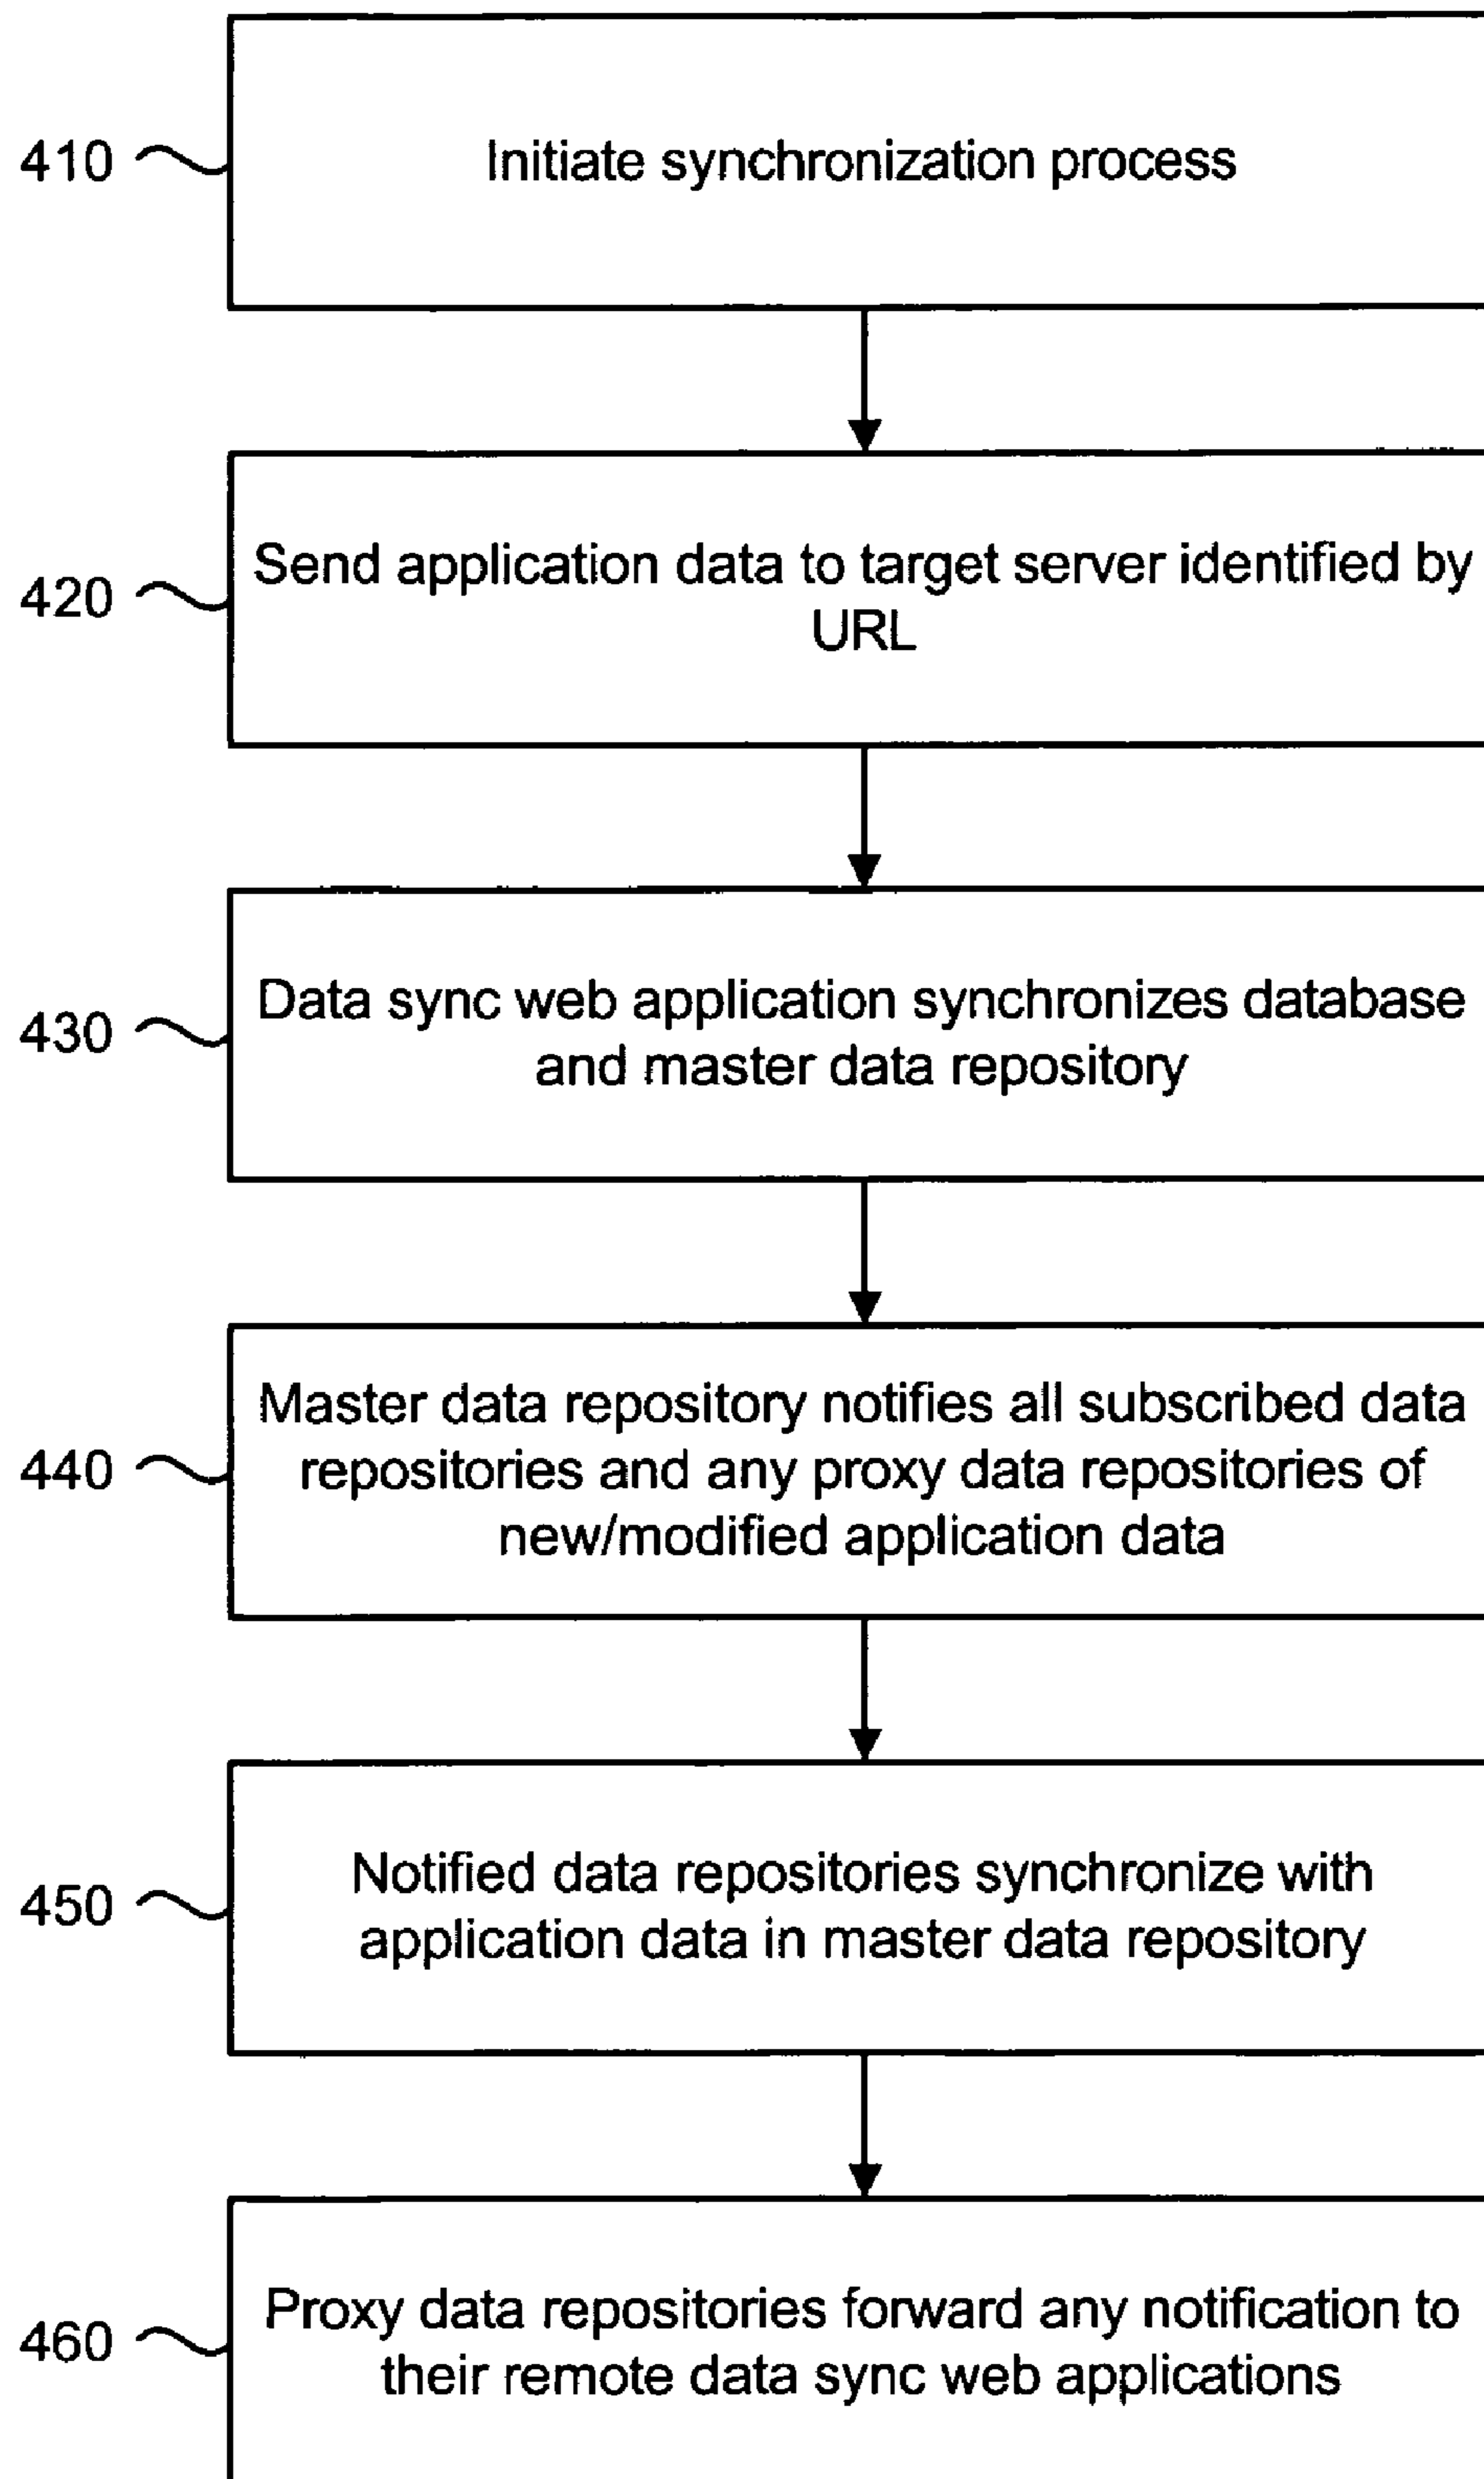 410
Initiate synchronization process
420
Send application data to target server identified by
URL
430
Data sync web application synchronizes database
and master data repository
440
Master data repository notifies all subscribed data
repositories and any proxy data repositories of
new/modified application data
450
Notified data repositories synchronize with
application data in master data repository
460
Proxy data repositories forward any notification to
their remote data sync web applications